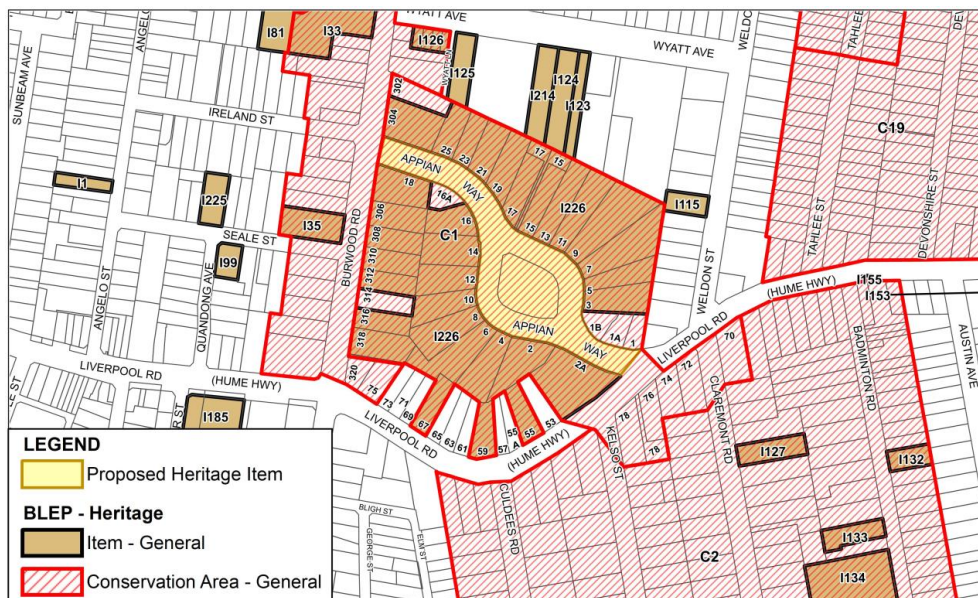 WYATT AVE
I81
I33
I126
I125
I124
I214
I123
WYATT AVE
WELDON
TAHLEE ST
C19
SUNBEAM AVE
ANGELO
IRELAND ST
302
304
25
23
21
19
17
15
17
15
13
11
9
7
5
3
APPIAN
WAY
18
16A
16
I226
C1
I1
I225
I35
I115
SEALE ST
I99
BURWOOD RD
306
308
310
312
314
316
318
320
14
12
10
8
6
4
2
2A
1B
1A
1
APPIAN
WAY
I226
WELDON ST
TAHLEE ST
DEVONSHIRE ST
(HUME HWY)
I155
I153
LIVERPOOL RD
ANGELO ST
QUANDONG AVE
LIVERPOOL RD
(HUME HWY)
I185
75
73
71
69
67
65
63
61
59
57
55
A
55
53
LIVERPOOL RD
(HUME HWY)
70
72
74
76
78
78
KELSO ST
CLAREMONT RD
BADMINTON RD
AUSTIN AVE
I127
I132
I133
I134
C2
CULDEES RD
BLIGH ST
GEORGE ST
ELM ST
LEGEND
Proposed Heritage Item
BLEP - Heritage
Item - General
Conservation Area - General